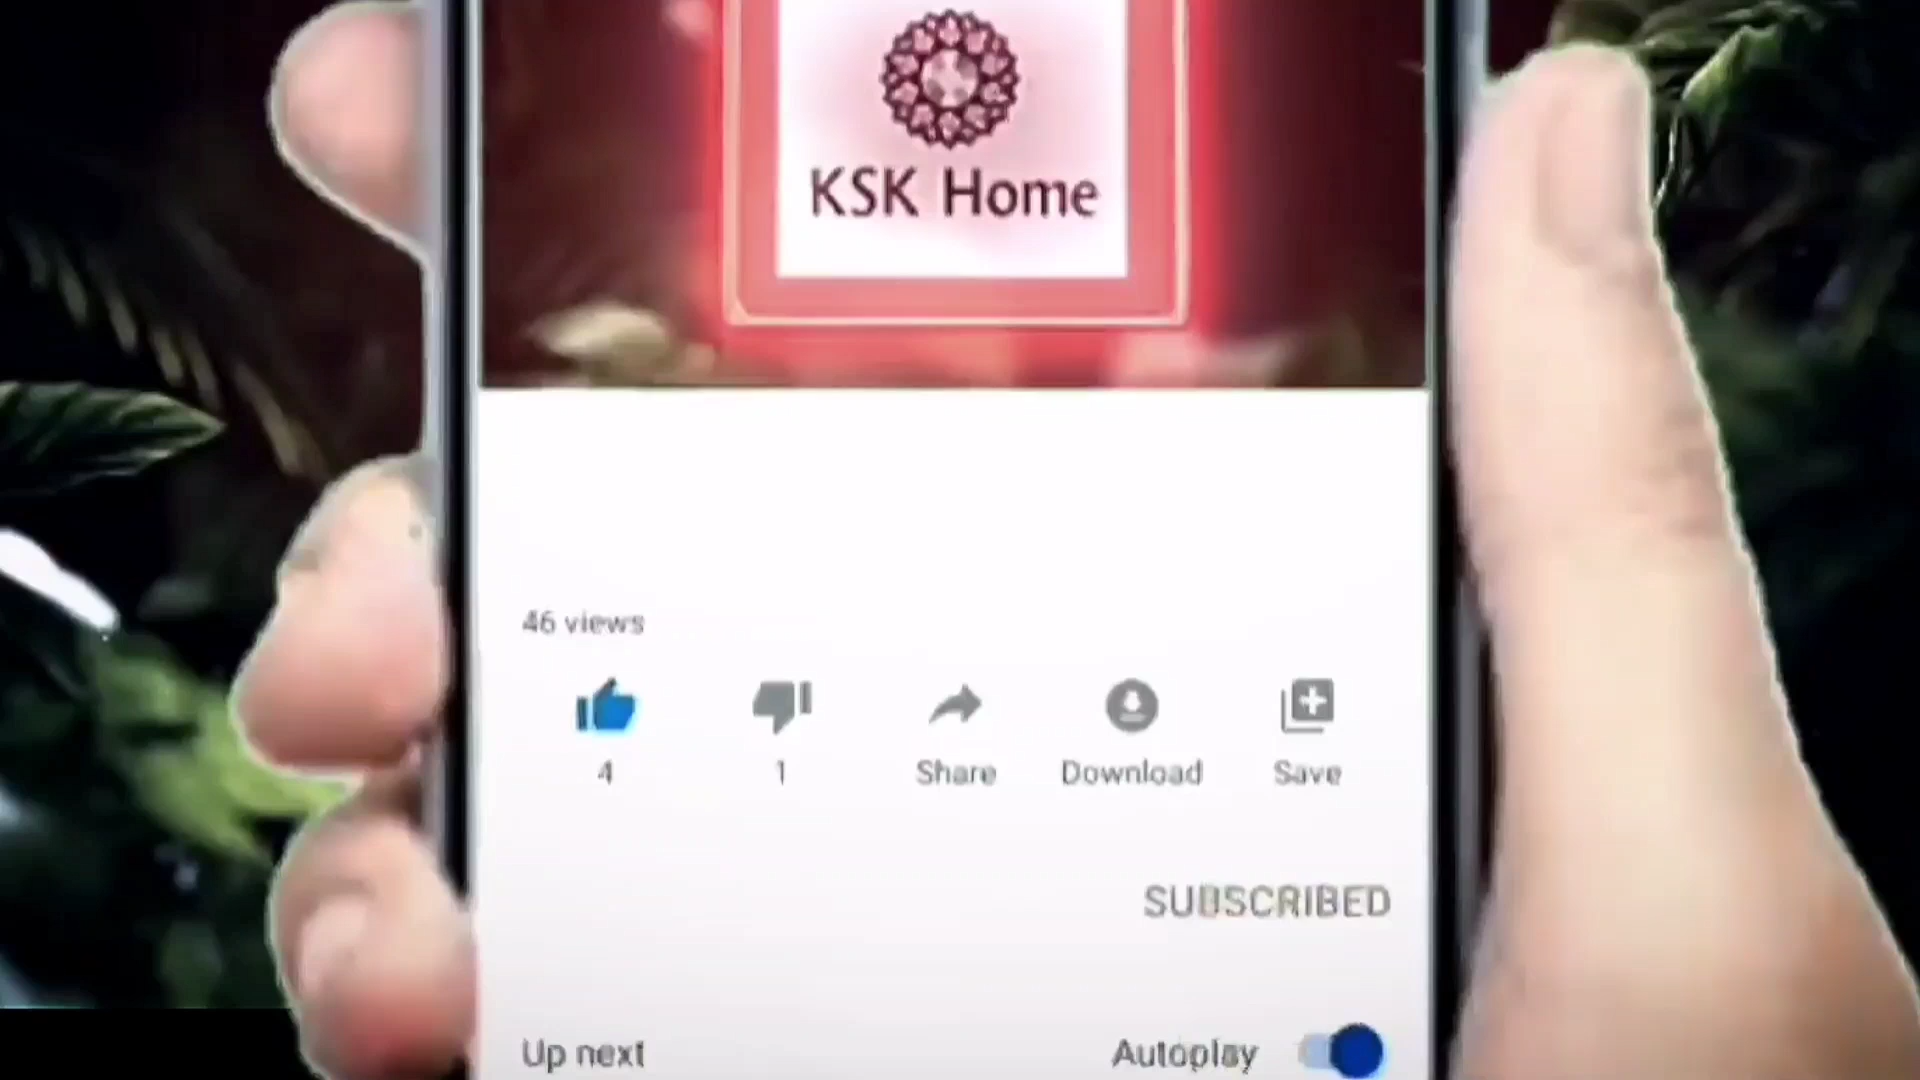 KSK Home
46 views
4
1
Share
Download
Save
SUBSCRIBED
Up next
Autoplay